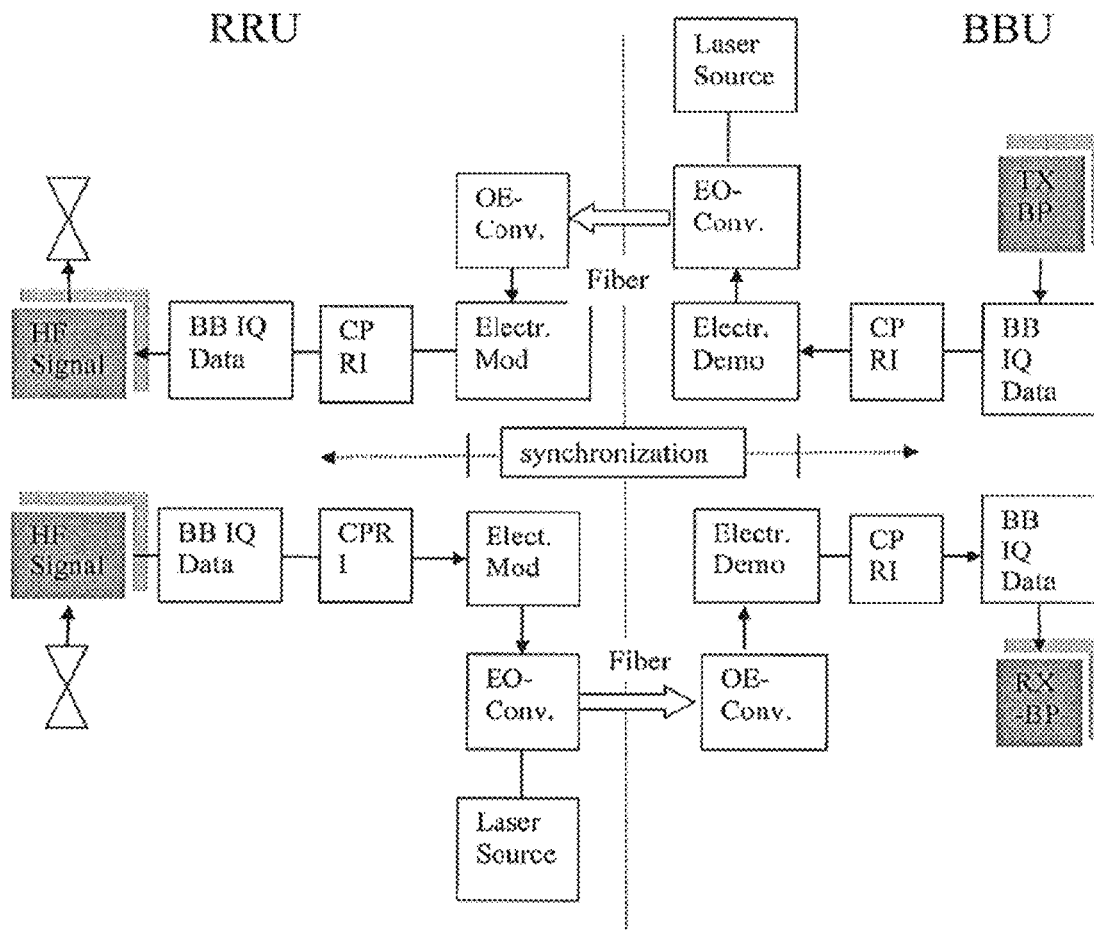 RRU
BBU
Laser
Source
OE-
Conv.
EO-
Conv.
TX
BP
Fiber
HF
Signal
BB IQ
Data
CP
RI
Electr.
Mod
Electr.
Demo
CP
RI
BB
IQ
Data
synchronization
HF
Signal
BB IQ
Data
CPR
I
Elect.
Mod
Electr.
Demo
CP
RI
BB
IQ
Data
EO-
Conv.
Fiber
OE-
Conv.
RX
-BP
Laser
Source